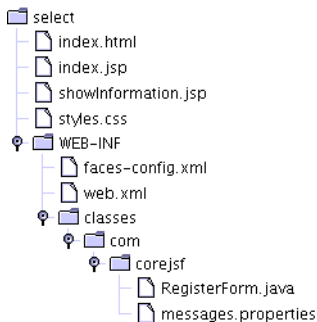 select
index.html
index.jsp
showInformation.jsp
styles.css
WEB-INF
faces-config.xml
web.xml
classes
com
corejsf
RegisterForm.java
messages.properties